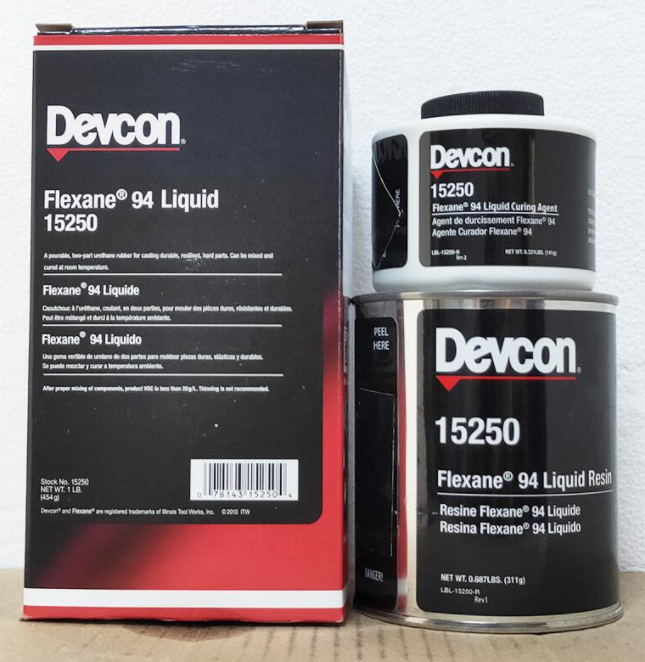 Devcon®
Flexane® 94 Liquid
15250
A pourable, two-part urethane rubber for casting durable, resilient, hard parts. Can be mixed and
cured at room temperature.
Flexane® 94 Liquide
Caoutchouc à l'uréthane, coulant, en deux parties, pour mouler des pièces dures, résistantes et durables.
Peut être mélangé et durci à la température ambiante.
Flexane® 94 Liquido
Una goma vertible de uretano de dos partes para moldear piezas duras, elásticas y durables.
Se puede mezclar y curar a temperatura ambiente.
After proper mixing of components, product VOC is less than 20g/L. Thinning is not recommended.
Stock No. 15250
NET WT. 1 LB.
(454 g)
0 78143 15250 4
Devcon® and Flexane® are registered trademarks of Illinois Tool Works, Inc. ©2010 ITW
Devcon®
15250
Flexane® 94 Liquid Curing Agent
Agent de durcissement Flexane® 94
Agente Curador Flexane® 94
LBL-15250-H
Rev.3
NET WT. 0.321LBS. (141g)
HERE
PEEL
HERE
DANGER!
Devcon®
15250
Flexane® 94 Liquid Resin
Resine Flexane® 94 Liquide
Resina Flexane® 94 Liquido
NET WT. 0.687LBS. (311g)
LBL-15250-R
Rev1